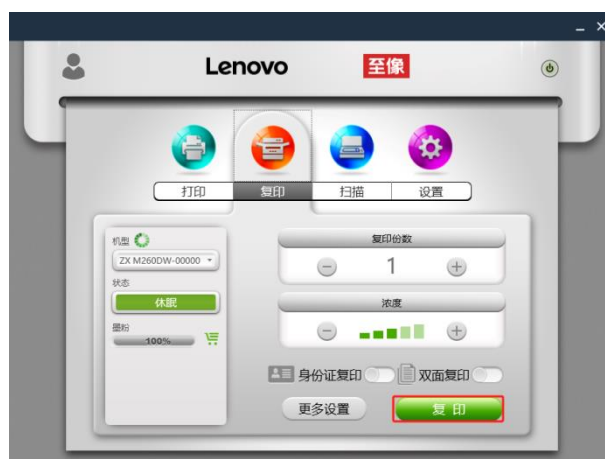 Lenovo 至像
打印 复印 扫描 设置
机型
ZX M260DW-00000
状态
休眠
墨粉
100%
复印份数
1
浓度
身份证复印 双面复印
更多设置 复印